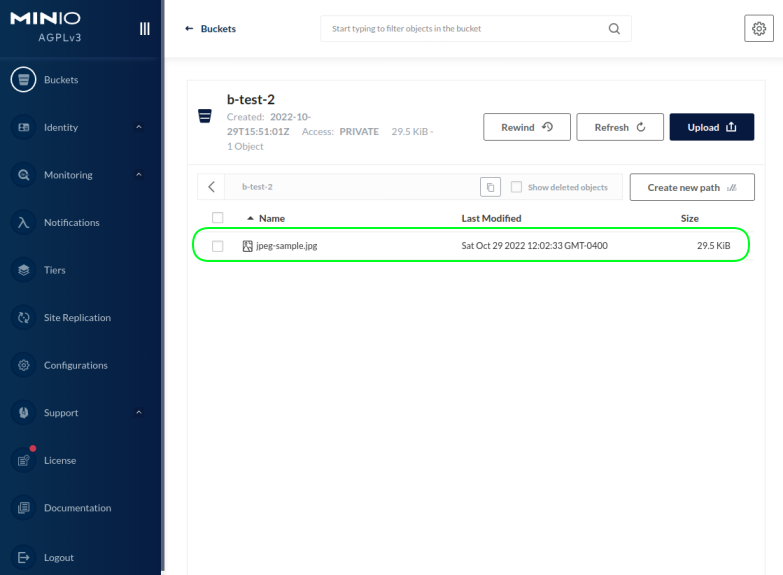 MINIO
AGPLv3
Buckets
Identity
Monitoring
Notifications
Tiers
Site Replication
Configurations
Support
License
Documentation
Logout
← Buckets
Start typing to filter objects in the bucket
b-test-2
Created: 2022-10-
29T15:51:01Z Access: PRIVATE 29.5 KiB -
1 Object
Rewind
Refresh
Upload
b-test-2
Show deleted objects
Create new path
Name Last Modified Size
jpeg-sample.jpg Sat Oct 29 2022 12:02:33 GMT-0400 29.5 KiB